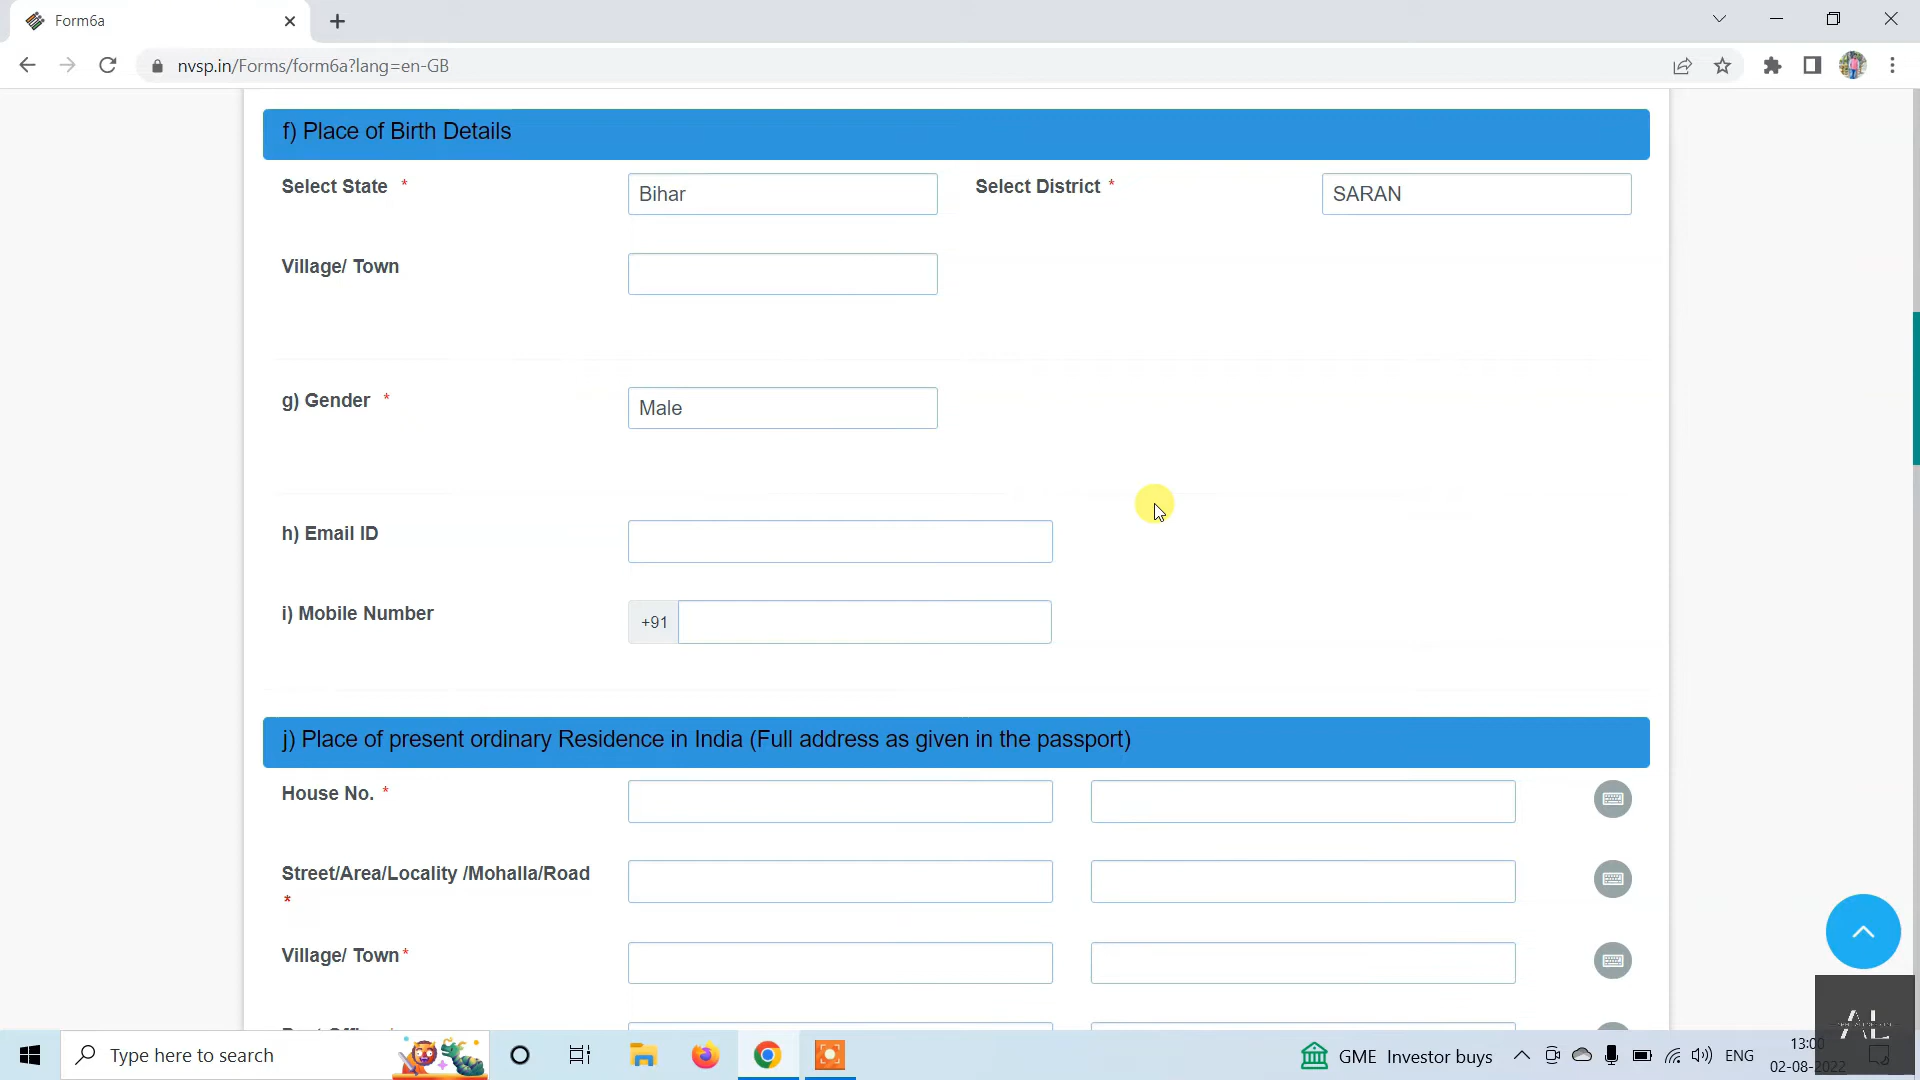 Form6a
nvsp.in/Forms/form6a?lang=en-GB
f) Place of Birth Details
Select State *
Bihar
Select District *
SARAN
Village/ Town
g) Gender *
Male
h) Email ID
i) Mobile Number
+91
j) Place of present ordinary Residence in India (Full address as given in the passport)
House No. *
Street/Area/Locality /Mohalla/Road
*
Village/ Town *
AL
Type here to search
GME Investor buys
ENG
13:00
02-08-2022